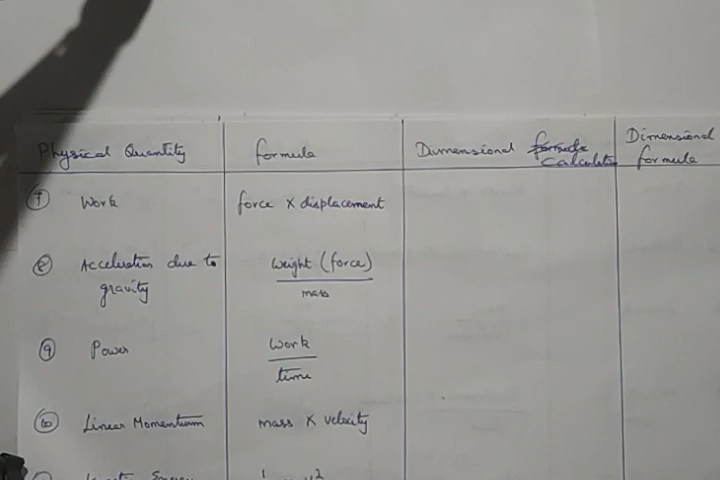 Physical Quantity formula Dimensional formula Dimensional
Calculation formula
7 Work force × displacement
8 Acceleration due to weight (force)
gravity mass
9 Power Work
time
10 Linear Momentum mass × velocity